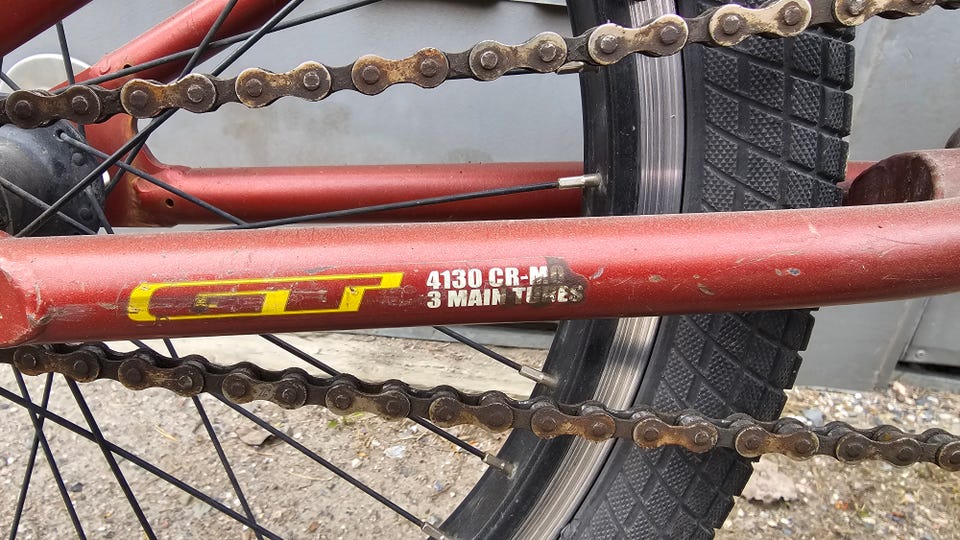 GT
4130 CR-MO
3 MAIN TUBES